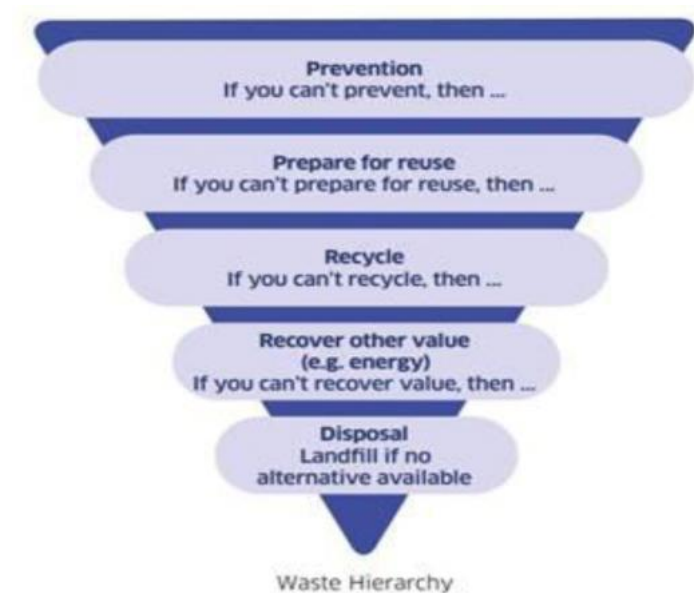 Prevention
If you can't prevent, then ...
Prepare for reuse
If you can't prepare for reuse, then ...
Recycle
If you can't recycle, then ...
Recover other value
(e.g. energy)
If you can't recover value, then ...
Disposal
Landfill if no
alternative available
Waste Hierarchy